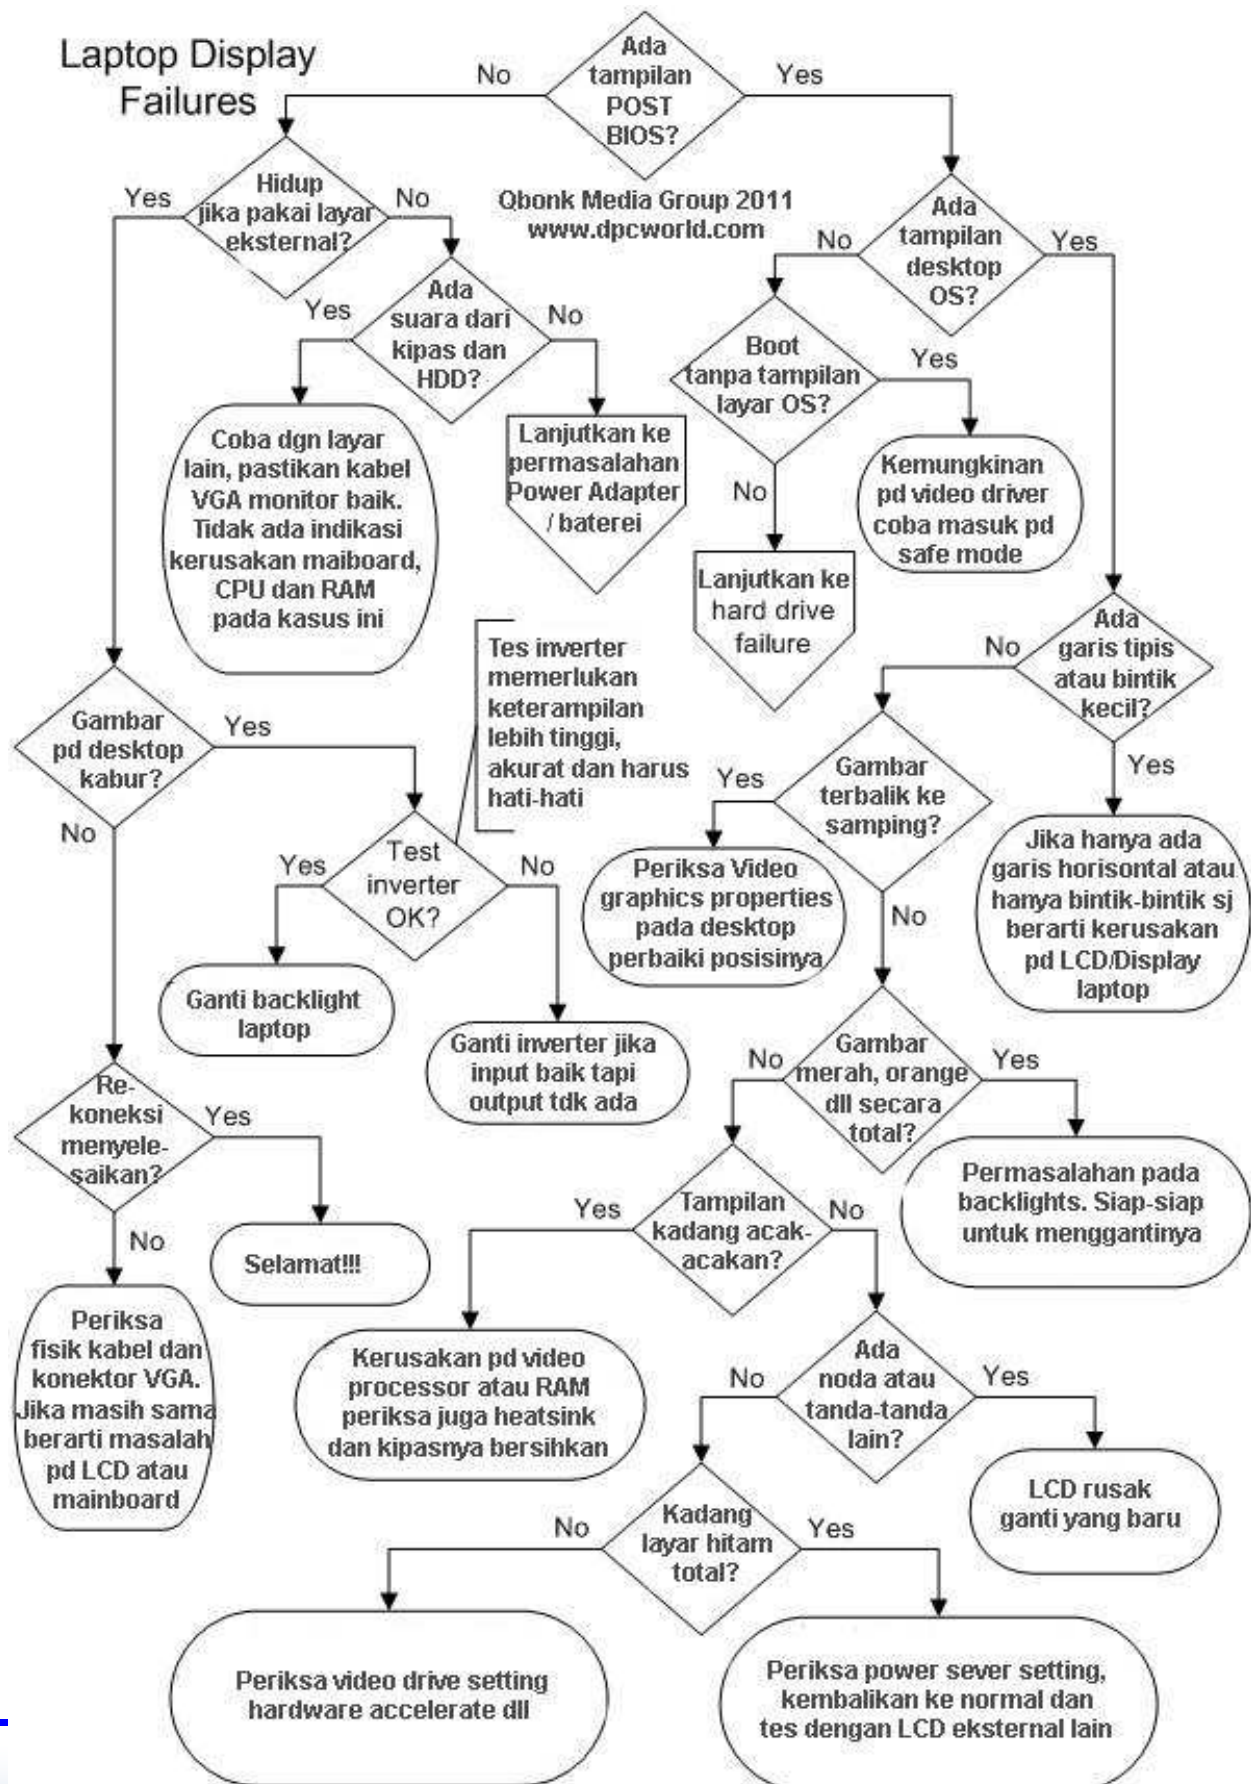 Laptop Display
Failures
Ada
tampilan
POST
BIOS?
No
Yes
Hidup
jika pakai layar
eksternal?
Yes
No
Qbonk Media Group 2011
www.dpcworld.com
Ada
tampilan
desktop
OS?
No
Yes
Ada
suara dari
kipas dan
HDD?
Yes
No
Boot
tanpa tampilan
layar OS?
Yes
No
Coba dgn layar
lain, pastikan kabel
VGA monitor baik.
Tidak ada indikasi
kerusakan maiboard,
CPU dan RAM
pada kasus ini
Lanjutkan ke
permasalahan
Power Adapter
/ baterei
Kemungkinan
pd video driver
coba masuk pd
safe mode
Lanjutkan ke
hard drive
failure
Ada
garis tipis
atau bintik
kecil?
No
Yes
Tes inverter
memerlukan
keterampilan
lebih tinggi,
akurat dan harus
hati-hati
Gambar
pd desktop
kabur?
Yes
No
Gambar
terbalik ke
samping?
Yes
No
Jika hanya ada
garis horisontal atau
hanya bintik-bintik sj
berarti kerusakan
pd LCD/Display
laptop
Test
inverter
OK?
Yes
No
Periksa Video
graphics properties
pada desktop
perbaiki posisinya
Ganti backlight
laptop
Ganti inverter jika
input baik tapi
output tdk ada
Gambar
merah, orange
dll secara
total?
No
Yes
Re-
koneksi
menyele-
saikan?
Yes
No
Permasalahan pada
backlights. Siap-siap
untuk menggantinya
Tampilan
kadang acak-
acakan?
Yes
No
Selamat!!!
Periksa
fisik kabel dan
konektor VGA.
Jika masih sama
berarti masalah
pd LCD atau
mainboard
Kerusakan pd video
processor atau RAM
periksa juga heatsink
dan kipasnya bersihkan
Ada
noda atau
tanda-tanda
lain?
No
Yes
LCD rusak
ganti yang baru
Kadang
layar hitam
total?
No
Yes
Periksa video drive setting
hardware accelerate dll
Periksa power sever setting,
kembalikan ke normal dan
tes dengan LCD eksternal lain